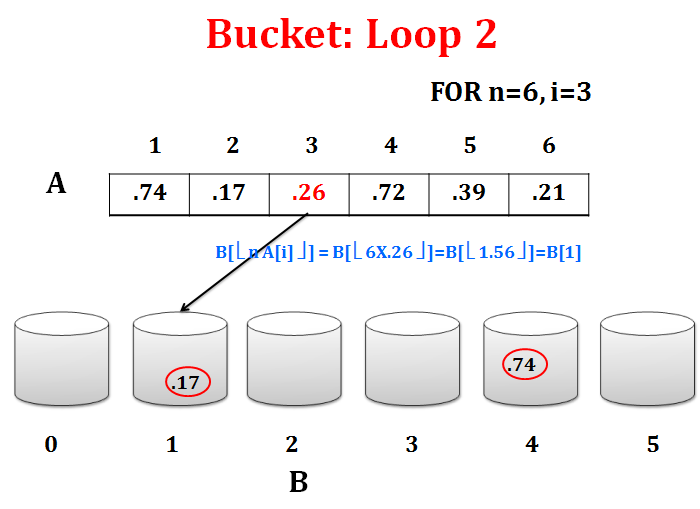 Bucket: Loop 2
FOR n=6, i=3
1 2 3 4 5 6
A
.74 .17 .26 .72 .39 .21
B[⌊n A[i]⌋] = B[⌊6X.26⌋]=B[⌊1.56⌋]=B[1]
.17 .74
0 1 2 3 4 5
B